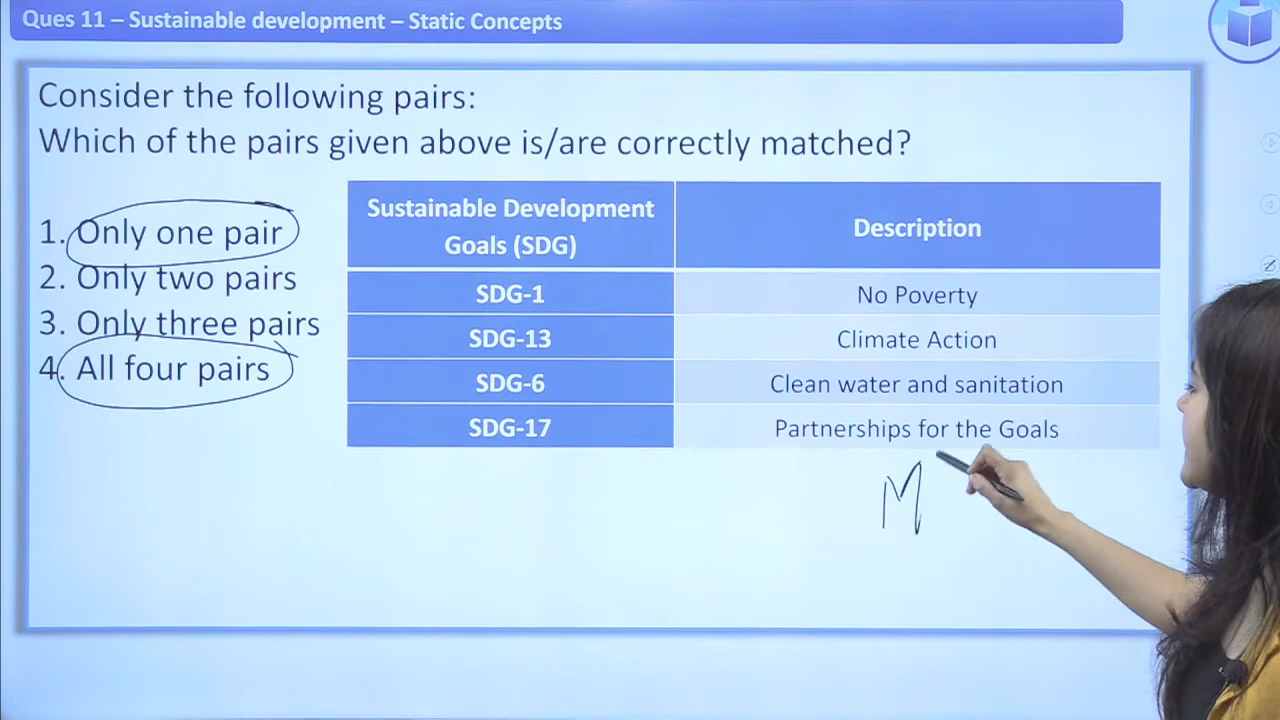 Ques 11 – Sustainable development – Static Concepts
Consider the following pairs:
Which of the pairs given above is/are correctly matched?
1. Only one pair
2. Only two pairs
3. Only three pairs
4. All four pairs
Sustainable Development Goals (SDG) Description
SDG-1 No Poverty
SDG-13 Climate Action
SDG-6 Clean water and sanitation
SDG-17 Partnerships for the Goals
M